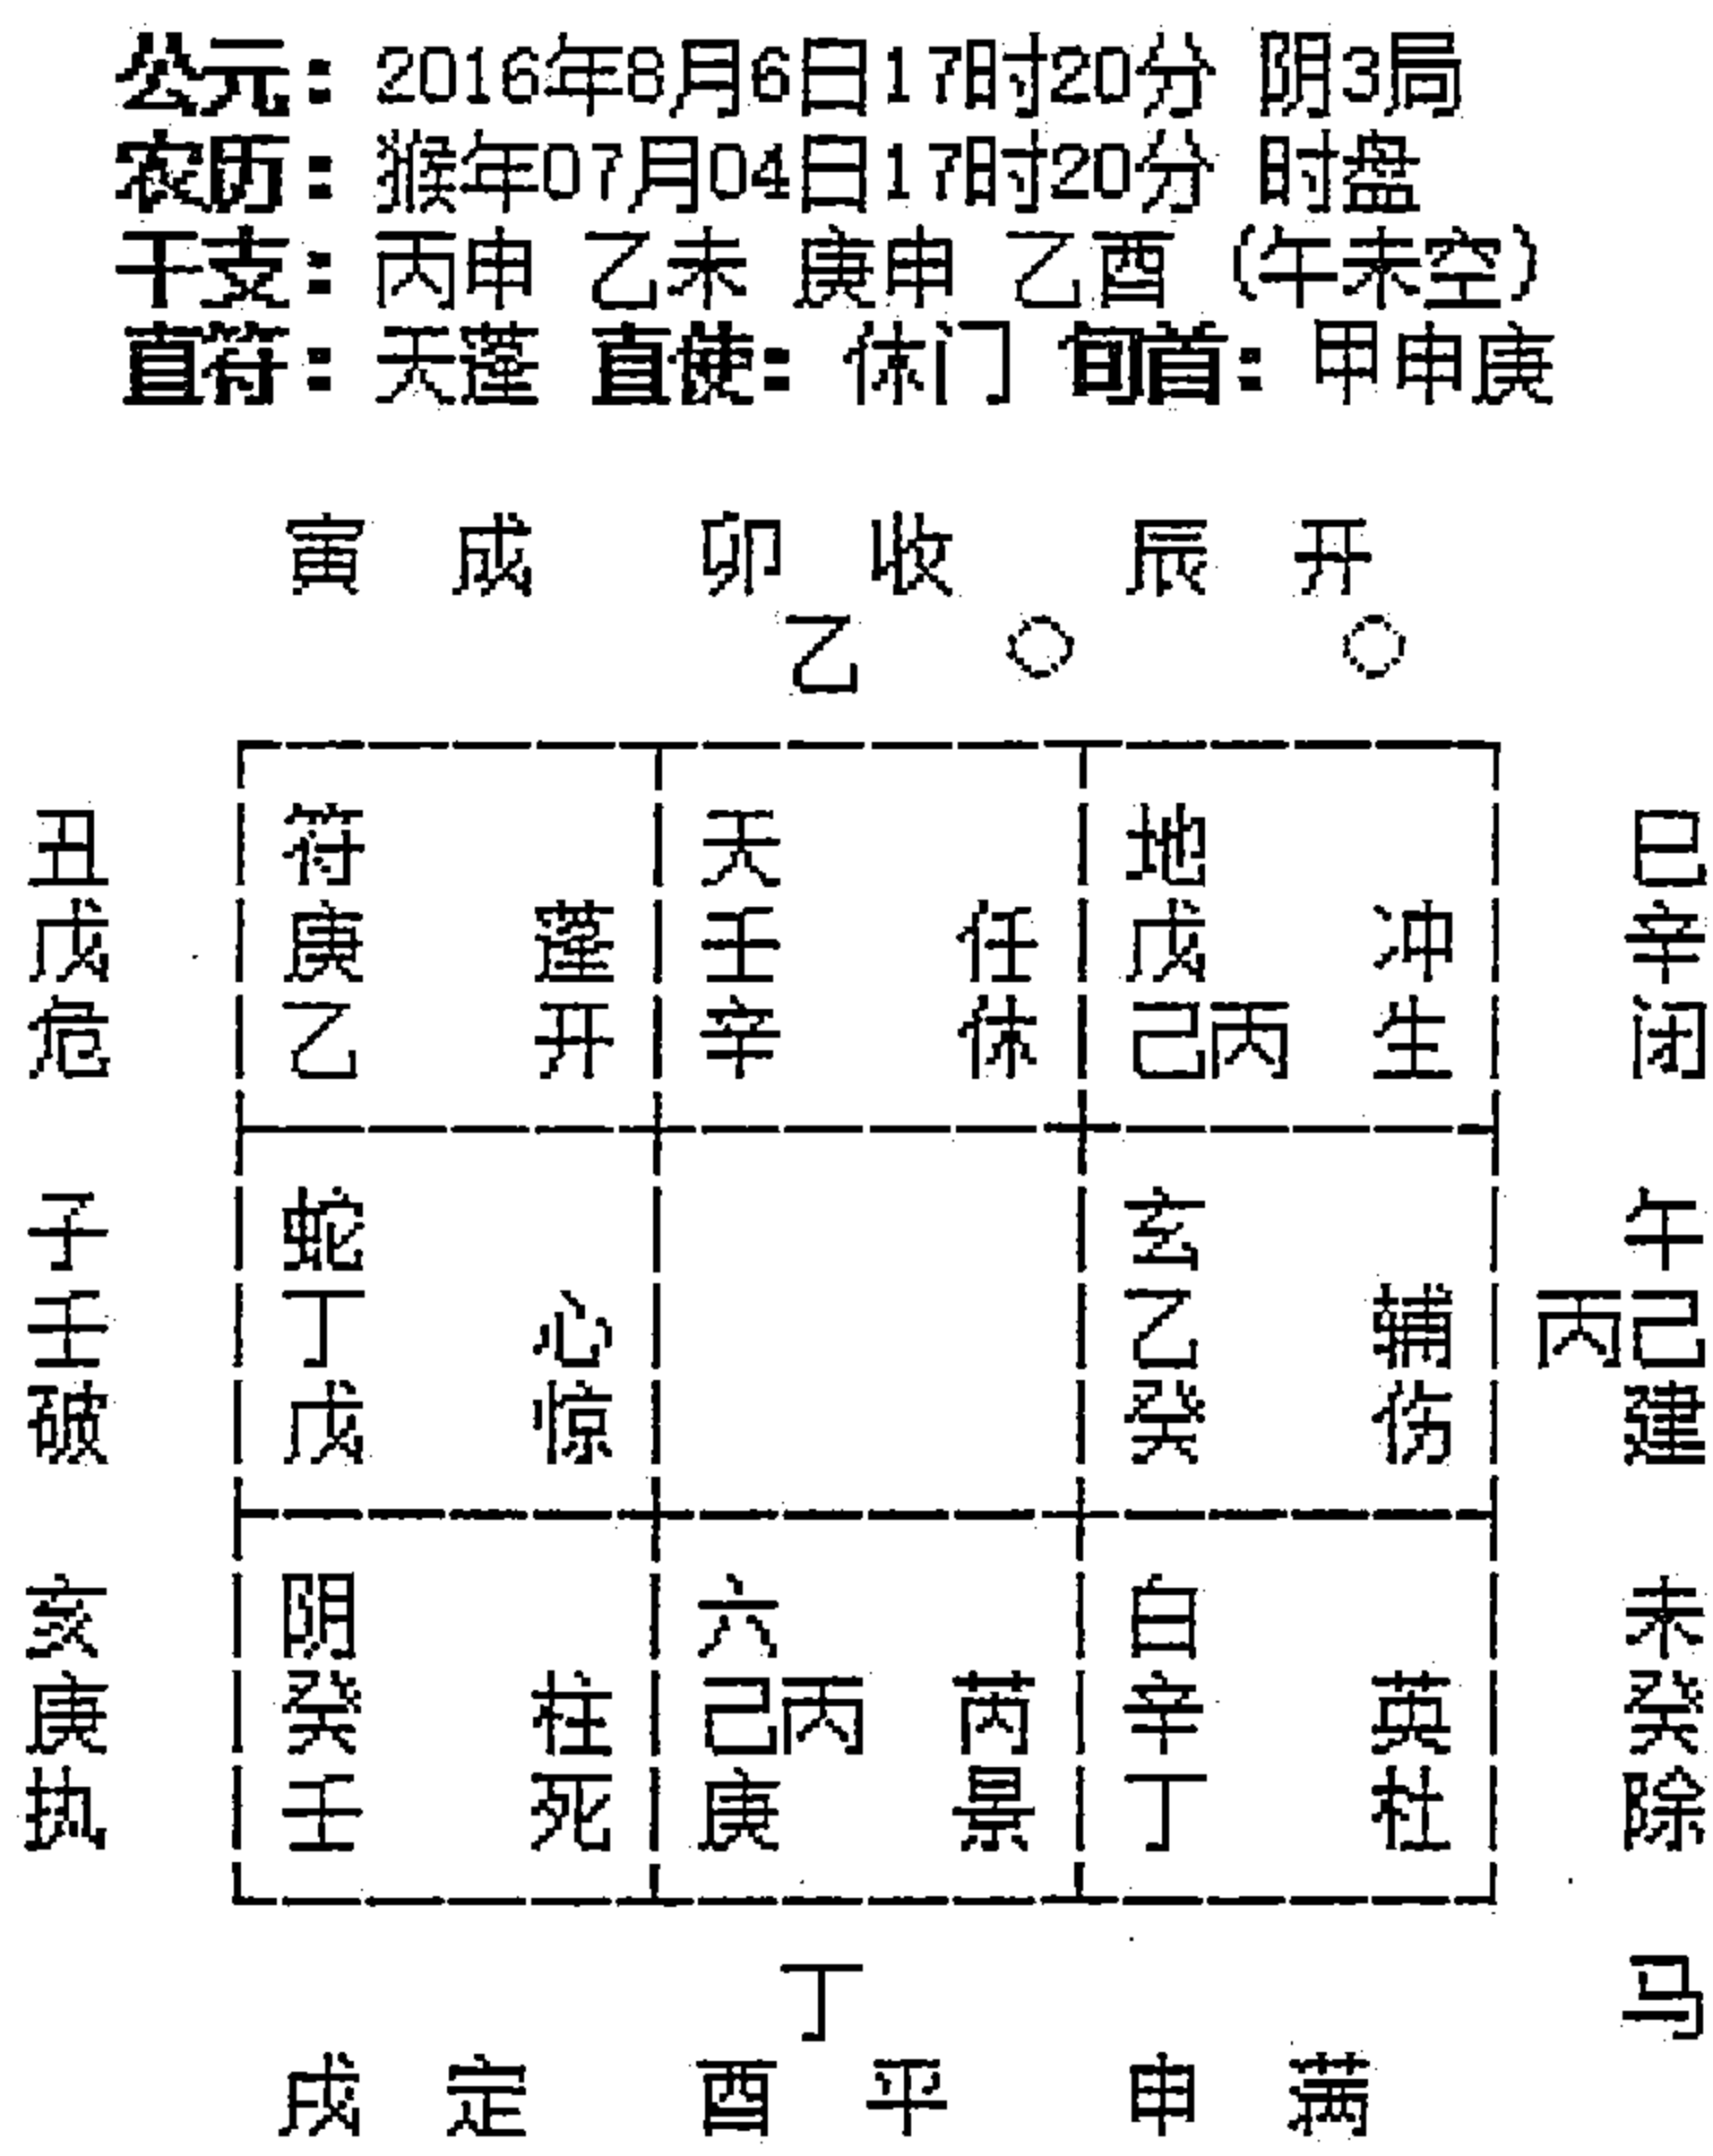 公元：2016年8月6日17时20分 阴3局
农历：猴年07月04日17时20分 时盘
干支：丙申 乙未 庚申 乙酉（午未空）
直符：天蓬 直使：休门 旬首：甲申庚
寅 成 卯 收 辰 开
乙 ○ ○
丑 符 天 地 巳
戊 庚 蓬 壬 任 戊 冲 辛
危 乙 开 辛 休 己丙 生 闭
子 蛇 玄 午
壬 丁 心 乙 辅 丙己
破 戊 惊 癸 伤 建
亥 阴 六 白 未
庚 癸 柱 己丙 芮 辛 英 癸
执 壬 死 庚 景 丁 杜 除
丁 马
戌 定 酉 平 申 满